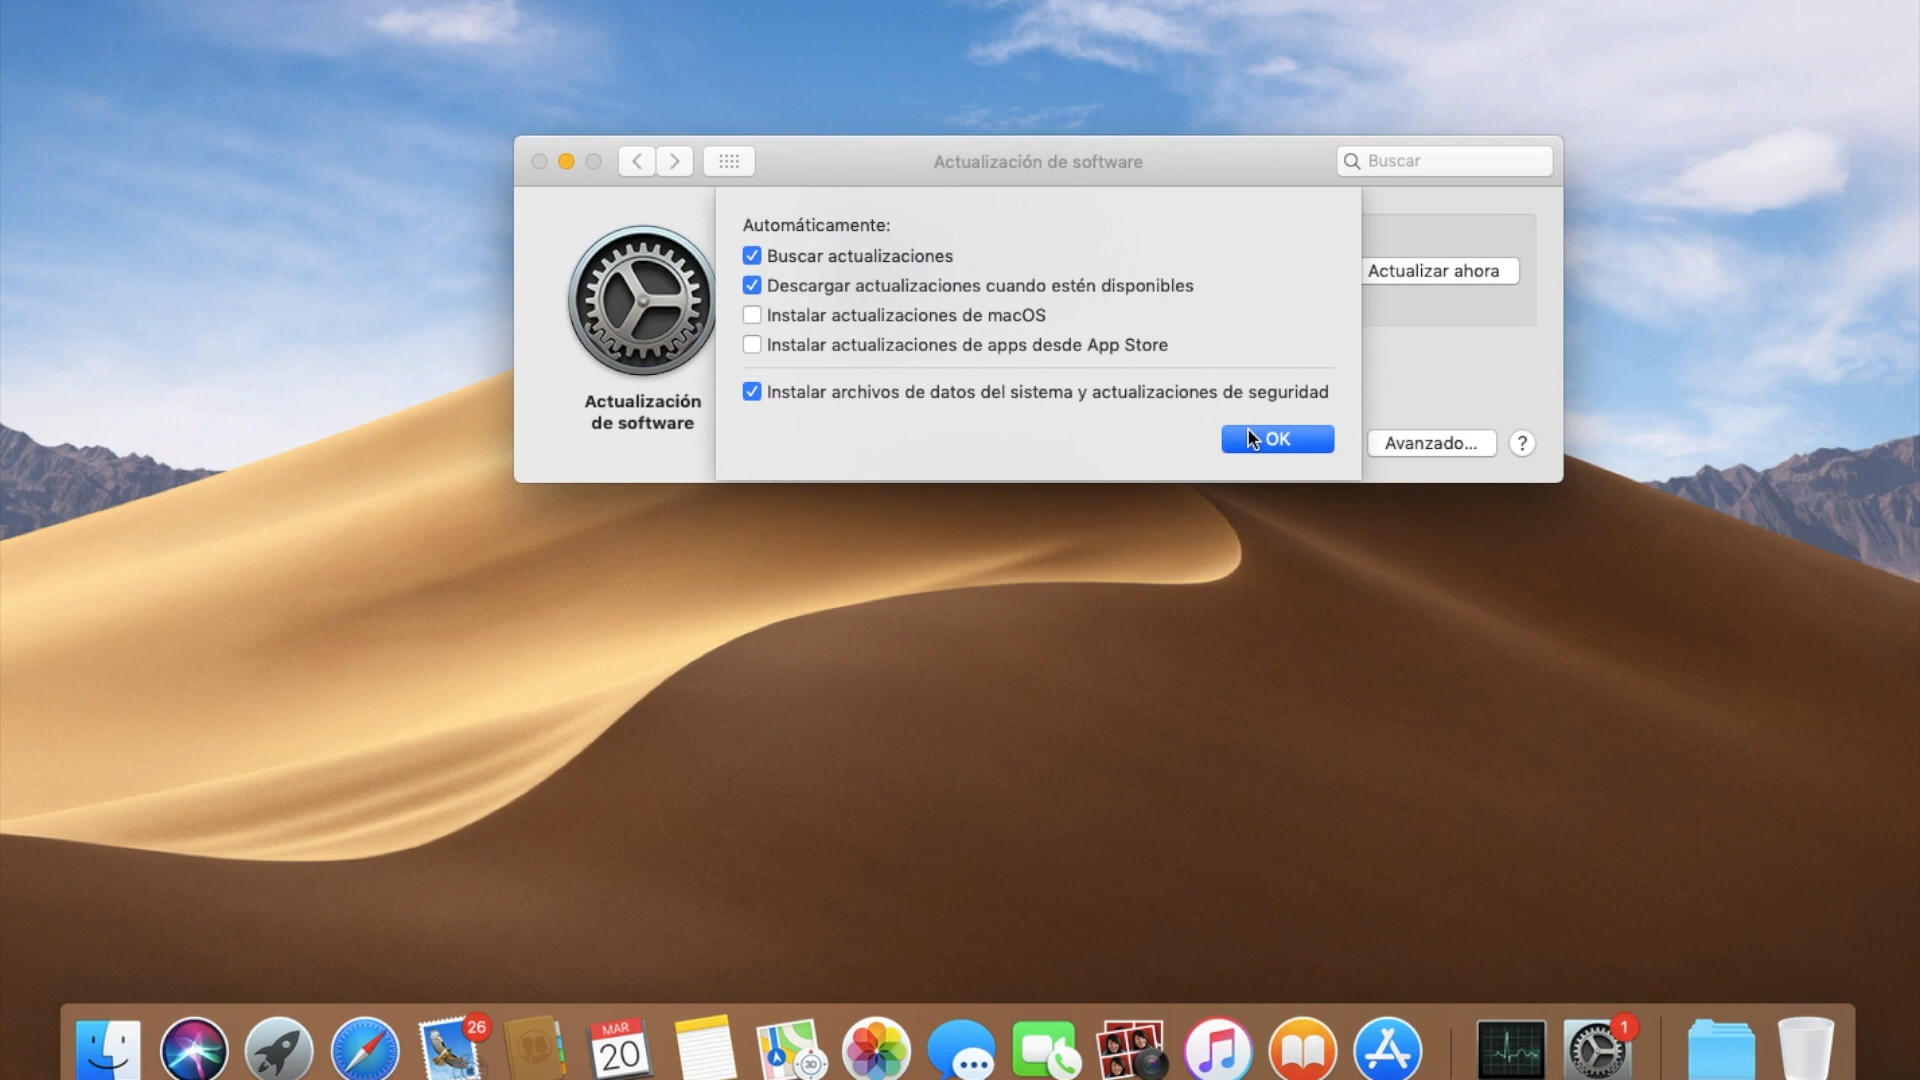 Actualización de software
Buscar
Automáticamente:
Buscar actualizaciones
Descargar actualizaciones cuando estén disponibles
Instalar actualizaciones de macOS
Instalar actualizaciones de apps desde App Store
Instalar archivos de datos del sistema y actualizaciones de seguridad
OK
Actualización
de software
Actualizar ahora
Avanzado...
?
26
MAR
20
3D
1